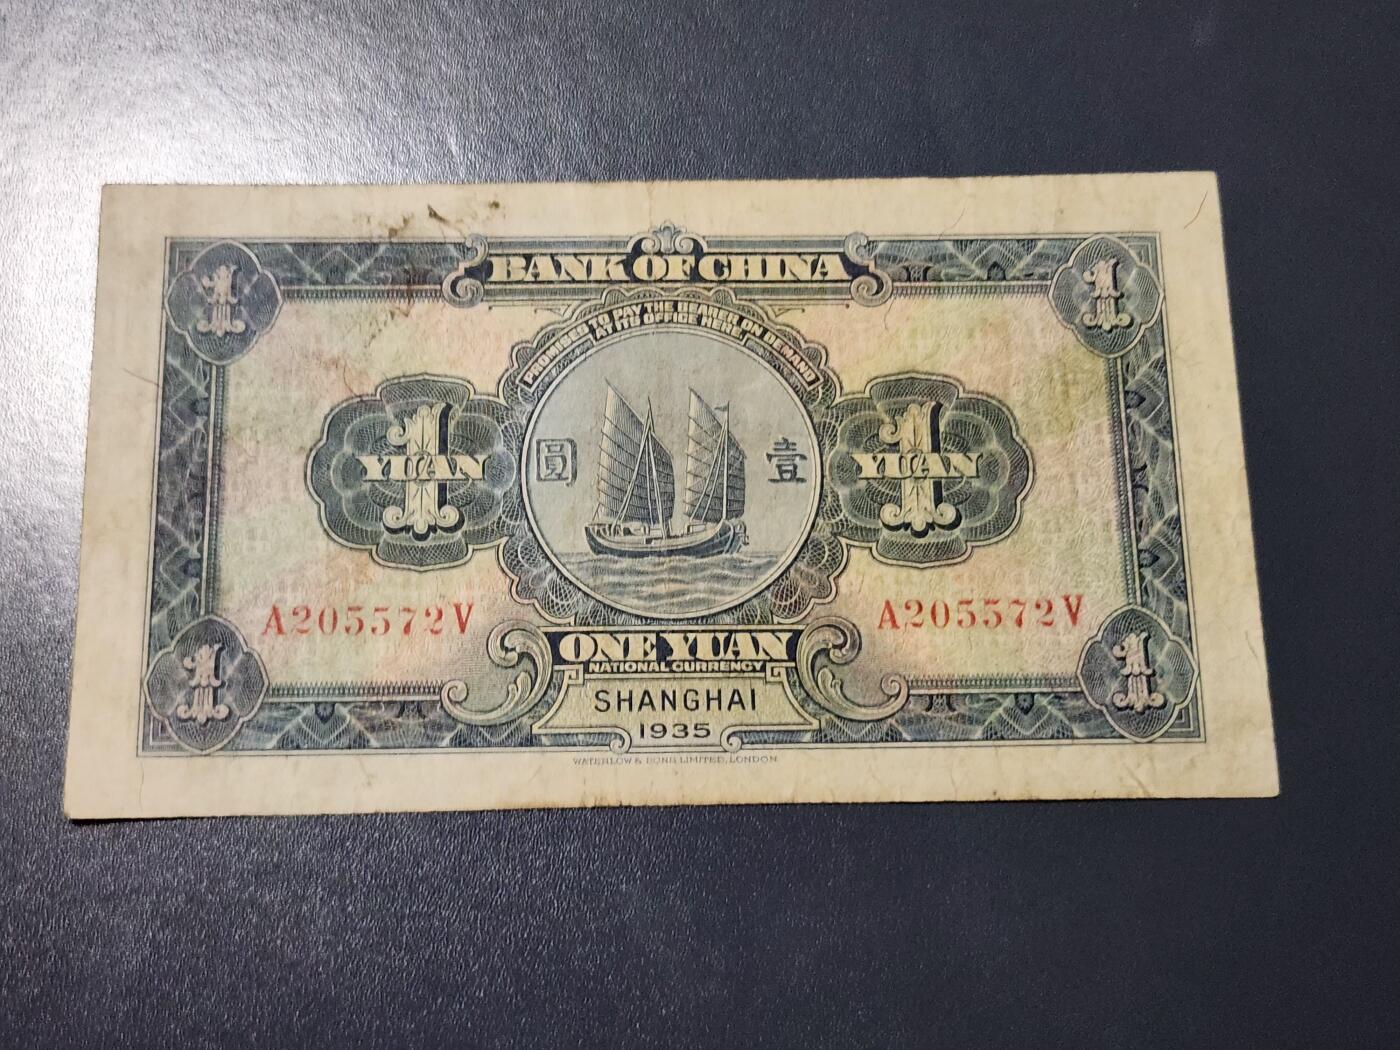 BANK OF CHINA
PROMISES TO PAY THE BEARER ON DEMAND
AT ITS OFFICE HERE
1
1
1 YUAN
圓
壹
1 YUAN
A205572V
A205572V
1
1
ONE YUAN
NATIONAL CURRENCY
SHANGHAI
1935
WATERLOW & SONS LIMITED, LONDON.